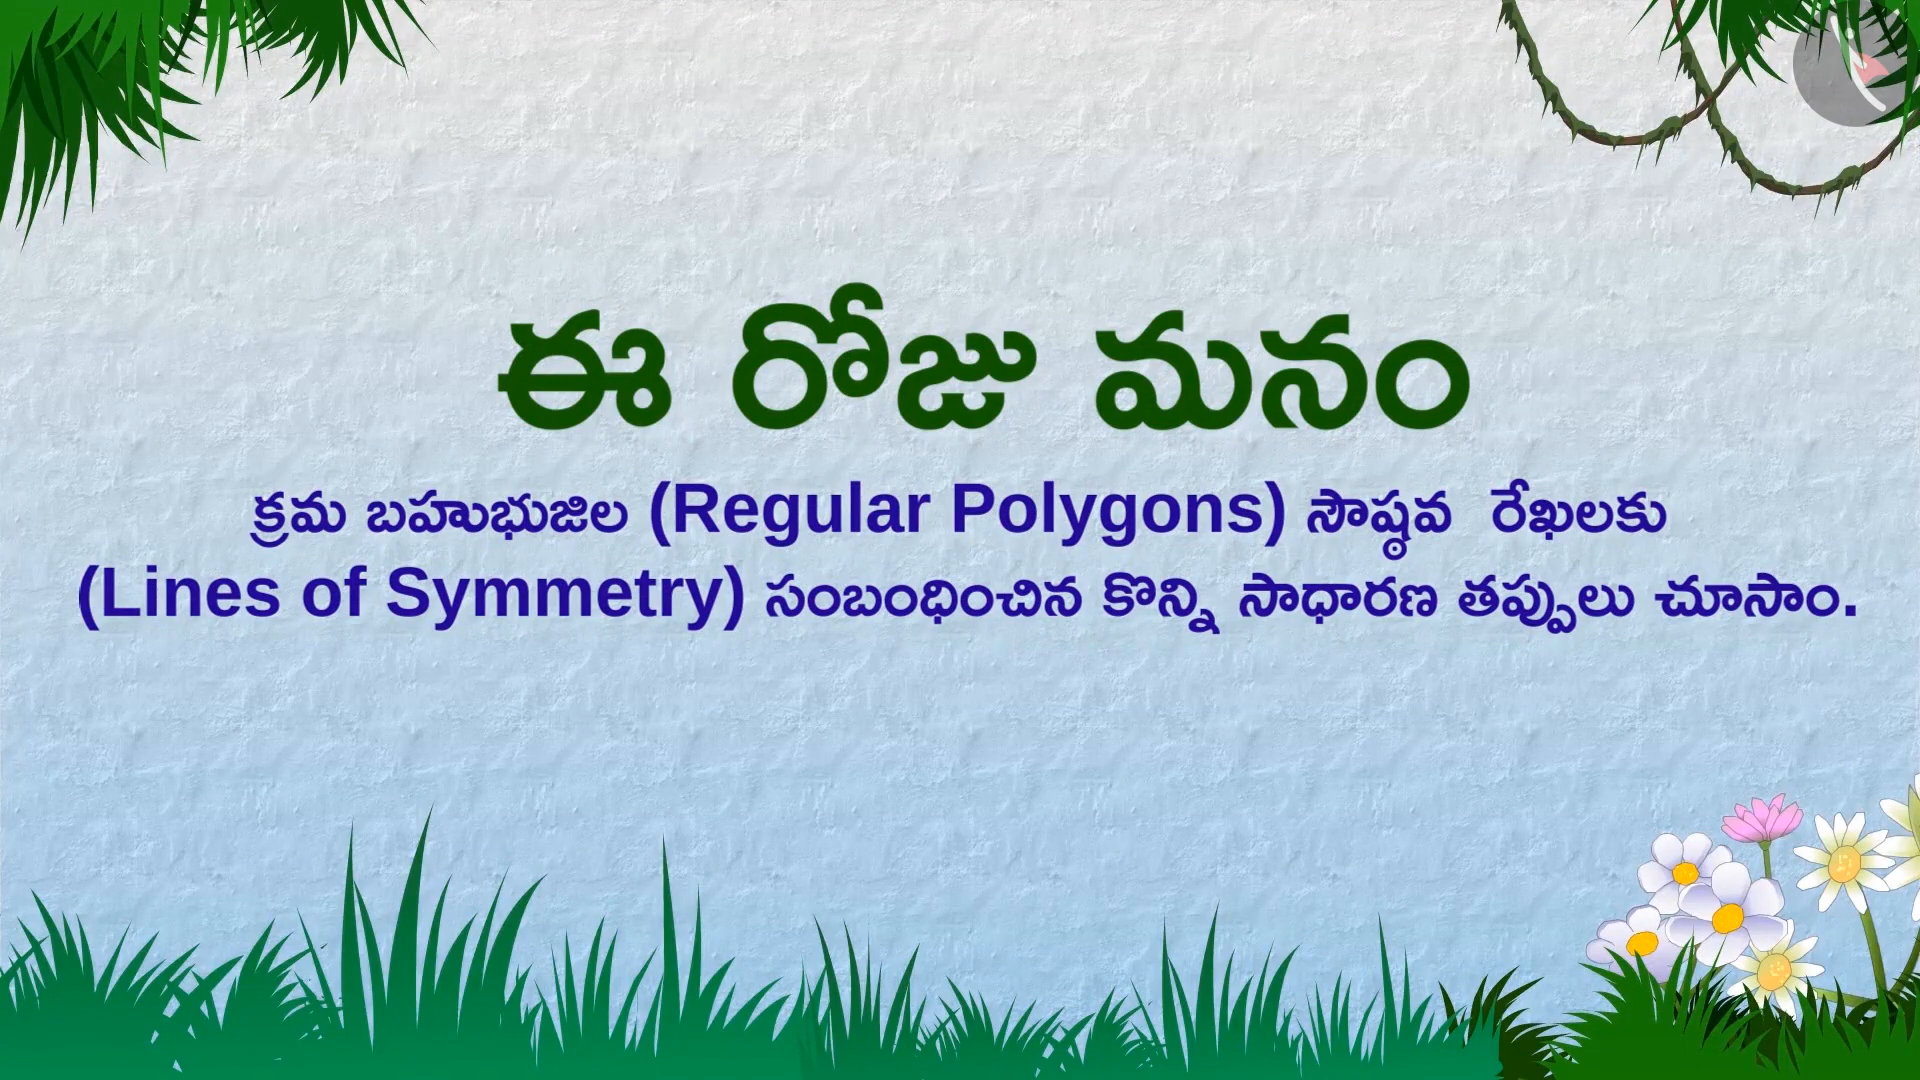 ఈ రోజు మనం
క్రమ బహుభుజిల (Regular Polygons) సౌష్ఠవ రేఖలకు
(Lines of Symmetry) సంబంధించిన కొన్ని సాధారణ తప్పులు చూసాం.